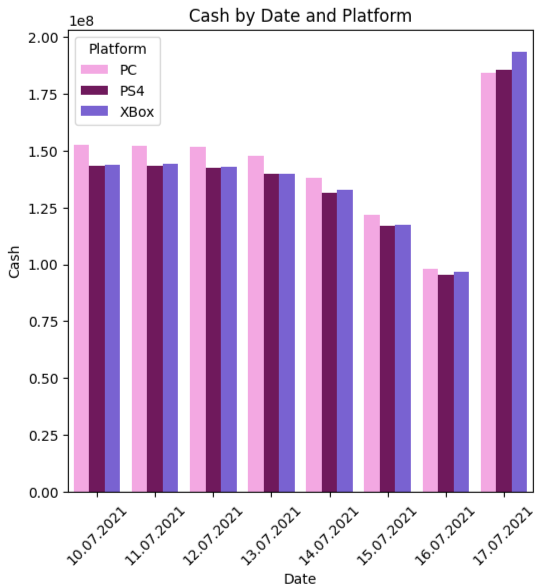 Cash by Date and Platform
1e8
2.00
1.75
1.50
1.25
1.00
0.75
0.50
0.25
0.00
Cash
Platform
PC
PS4
XBox
10.07.2021
11.07.2021
12.07.2021
13.07.2021
14.07.2021
15.07.2021
16.07.2021
17.07.2021
Date